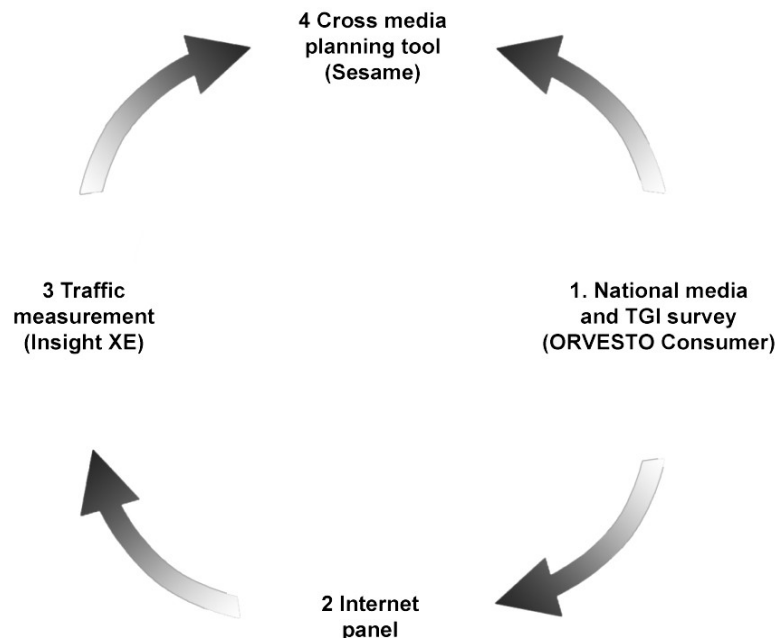 4 Cross media
planning tool
(Sesame)
3 Traffic
measurement
(Insight XE)
1. National media
and TGI survey
(ORVESTO Consumer)
2 Internet
panel